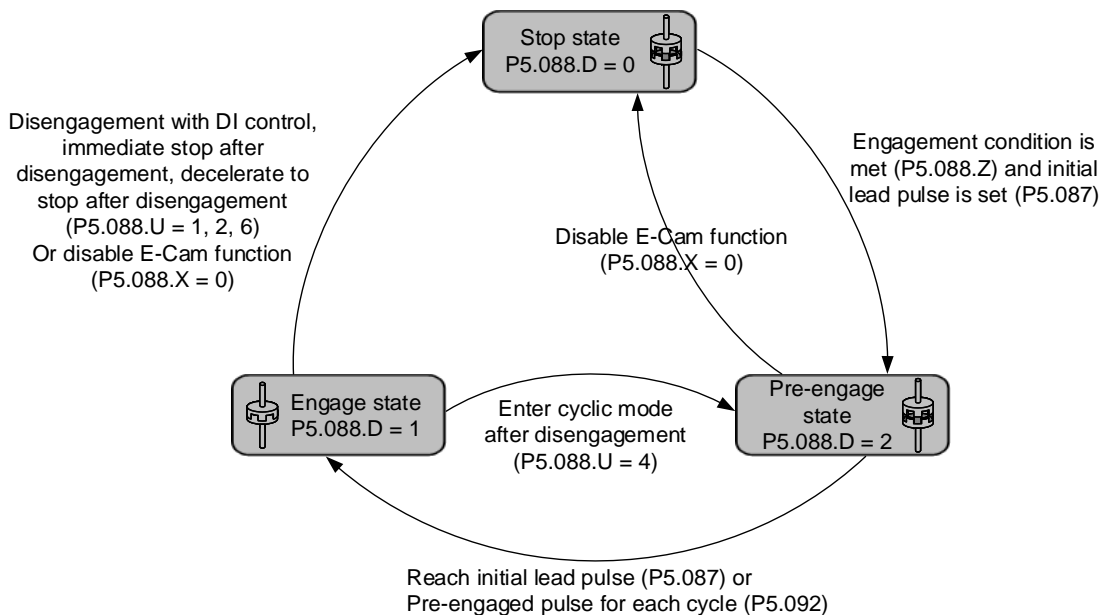 Stop state
P5.088.D = 0
Disengagement with DI control,
immediate stop after
disengagement, decelerate to
stop after disengagement
(P5.088.U = 1, 2, 6)
Or disable E-Cam function
(P5.088.X = 0)
Engagement condition is
met (P5.088.Z) and initial
lead pulse is set (P5.087)
Disable E-Cam function
(P5.088.X = 0)
Engage state
P5.088.D = 1
Enter cyclic mode
after disengagement
(P5.088.U = 4)
Pre-engage
state
P5.088.D = 2
Reach initial lead pulse (P5.087) or
Pre-engaged pulse for each cycle (P5.092)